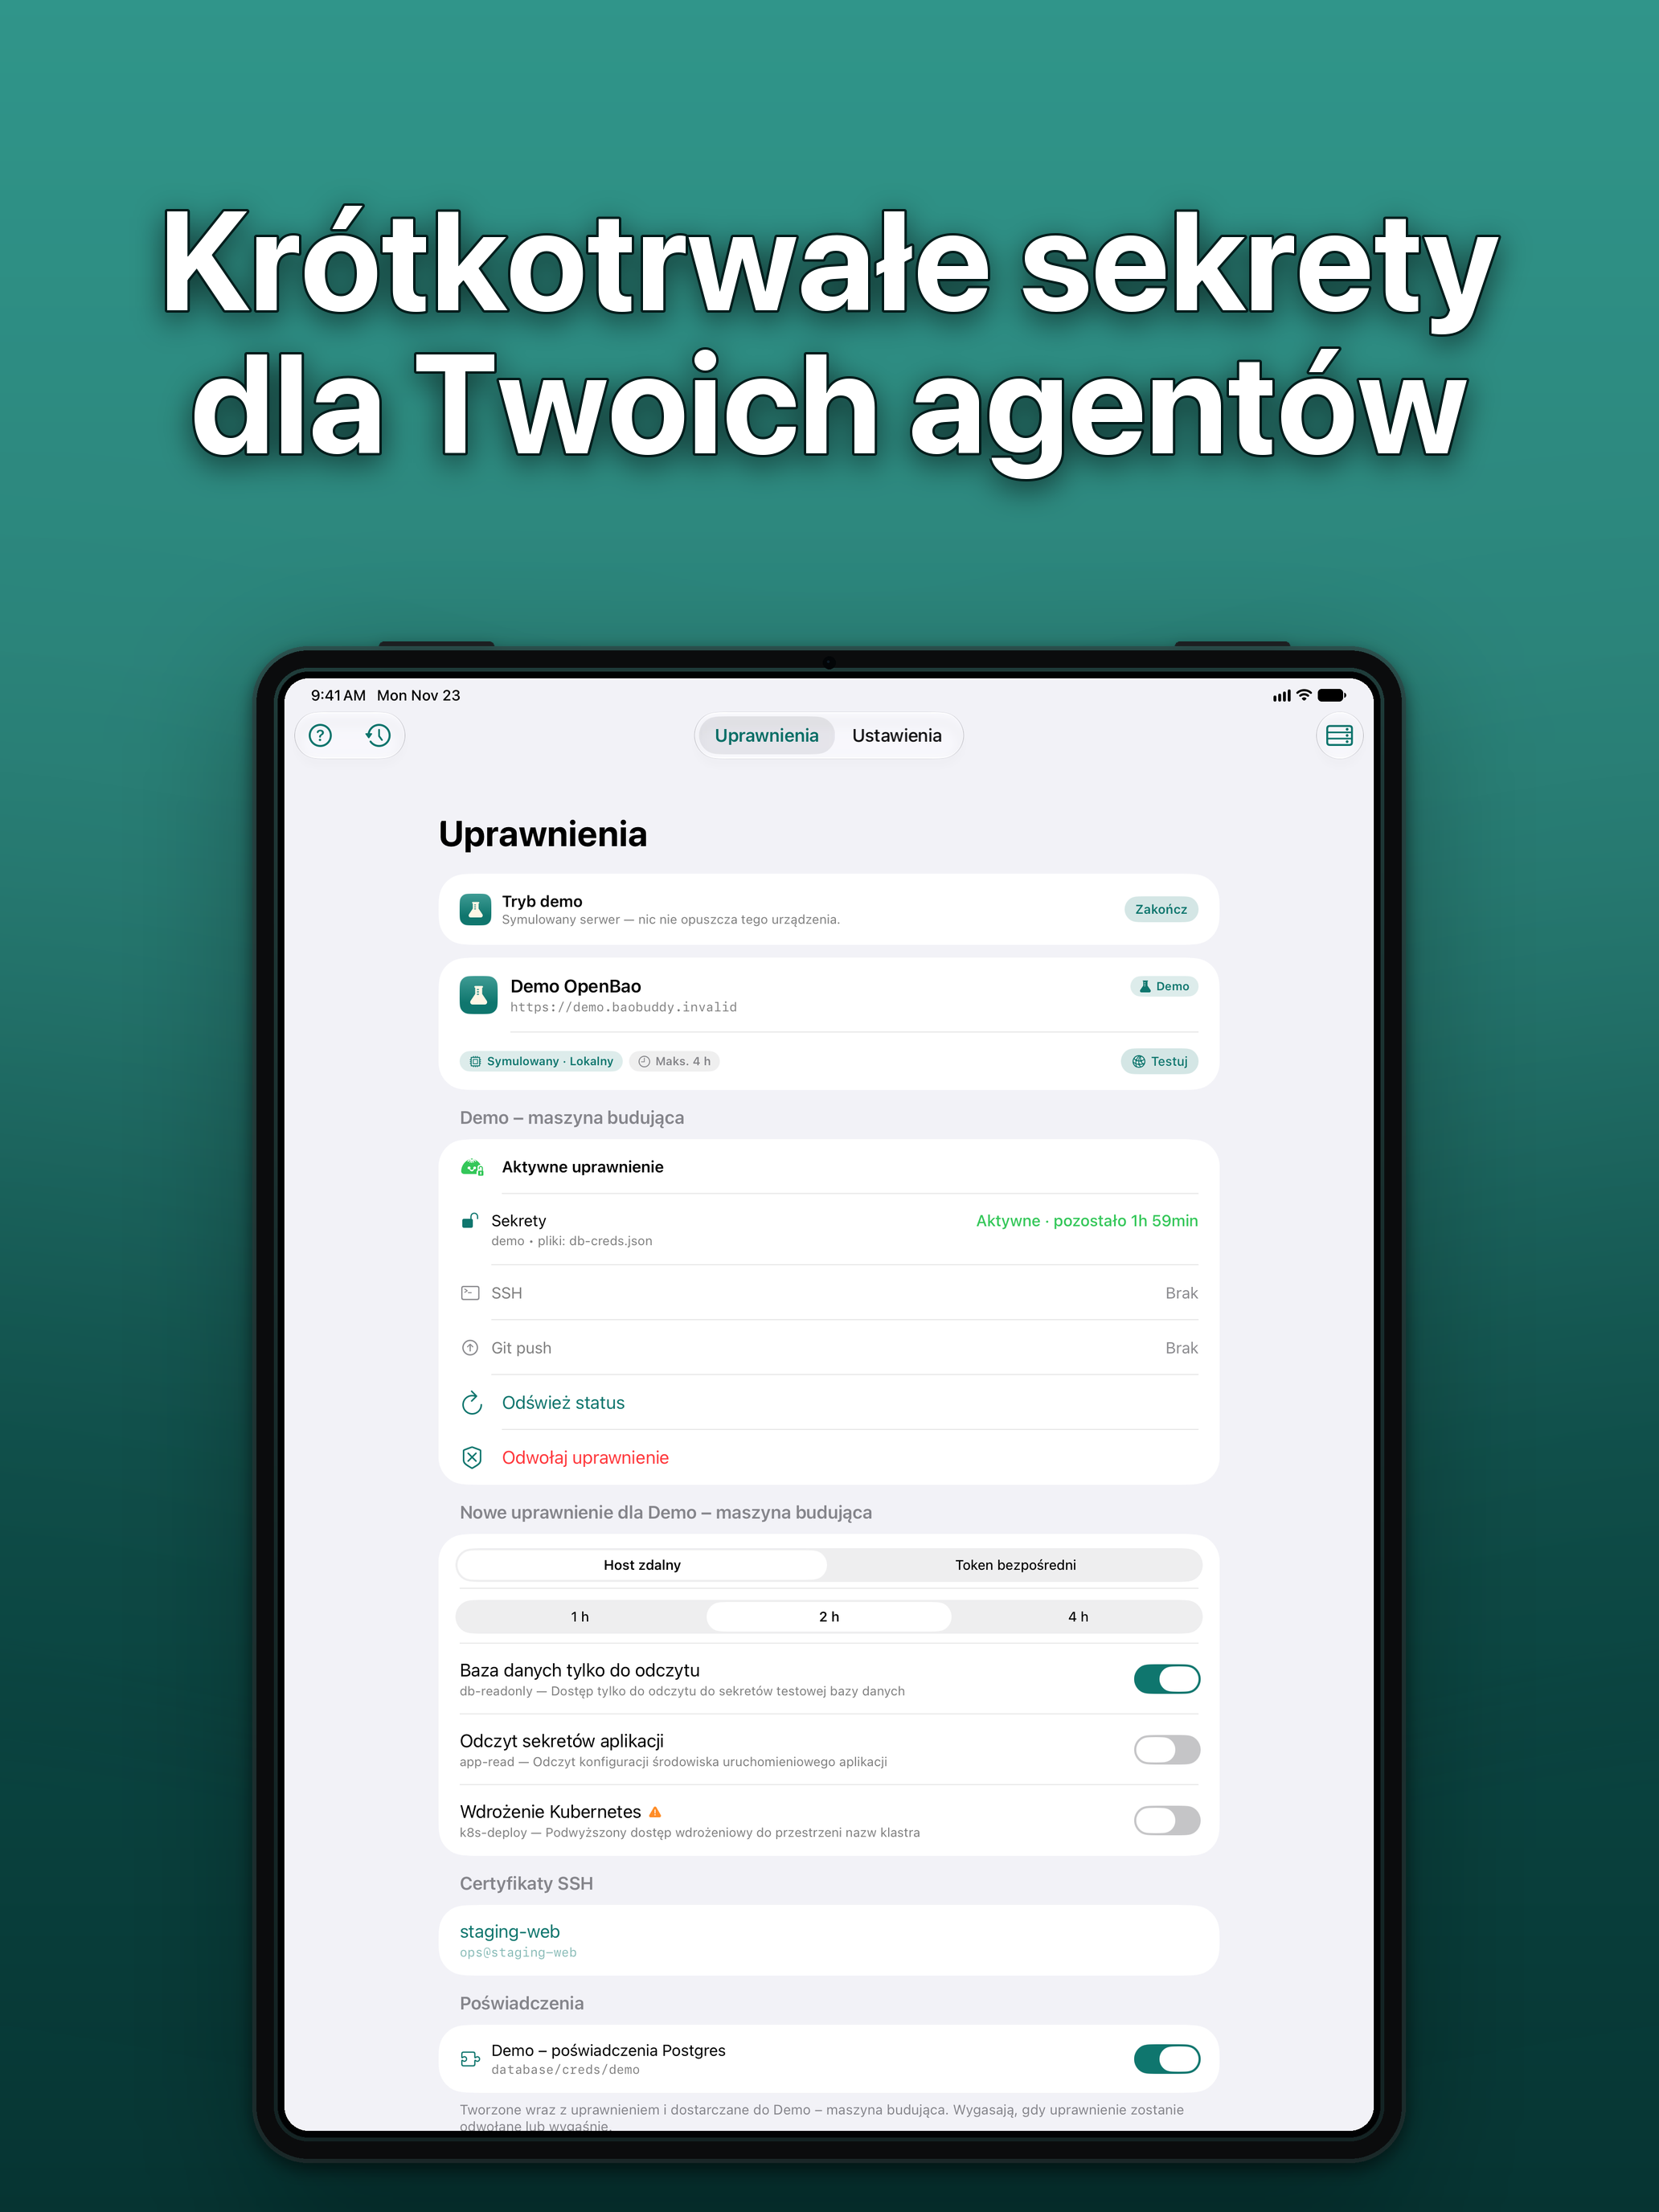 Krótkotrwałe sekrety
dla Twoich agentów
9:41 AM Mon Nov 23
Uprawnienia Ustawienia
Uprawnienia
Tryb demo
Symulowany serwer — nic nie opuszcza tego urządzenia.
Zakończ
Demo OpenBao
https://demo.baobuddy.invalid
Demo
Symulowany · Lokalny
Maks. 4 h
Testuj
Demo – maszyna budująca
Aktywne uprawnienie
Sekrety
demo • pliki: db-creds.json
Aktywne · pozostało 1h 59min
SSH Brak
Git push Brak
Odśwież status
Odwołaj uprawnienie
Nowe uprawnienie dla Demo – maszyna budująca
Host zdalny Token bezpośredni
1 h 2 h 4 h
Baza danych tylko do odczytu
db-readonly — Dostęp tylko do odczytu do sekretów testowej bazy danych
Odczyt sekretów aplikacji
app-read — Odczyt konfiguracji środowiska uruchomieniowego aplikacji
Wdrożenie Kubernetes
k8s-deploy — Podwyższony dostęp wdrożeniowy do przestrzeni nazw klastra
Certyfikaty SSH
staging-web
ops@staging-web
Poświadczenia
Demo – poświadczenia Postgres
database/creds/demo
Tworzone wraz z uprawnieniem i dostarczane do Demo – maszyna budująca. Wygasają, gdy uprawnienie zostanie
odwołane lub wygaśnie.